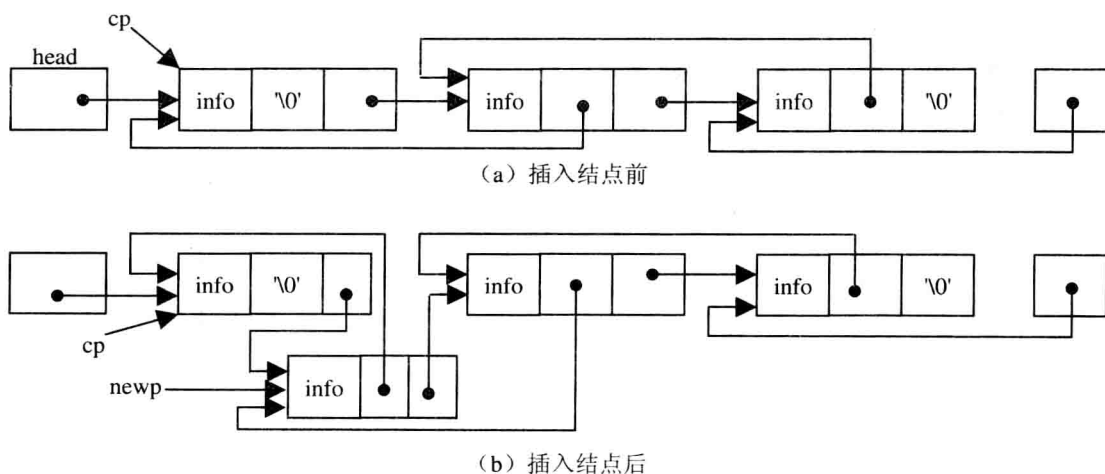 cp
head
info '\0' info info '\0'
（a）插入结点前
info '\0' info info '\0'
cp
newp info
（b）插入结点后